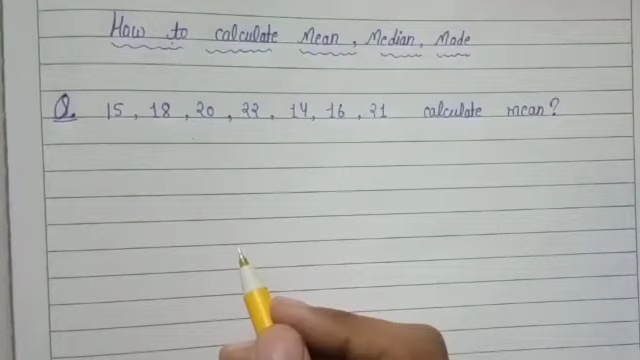 How to calculate Mean, Median, Mode
Q. 15, 18, 20, 22, 14, 16, 21 calculate mean?